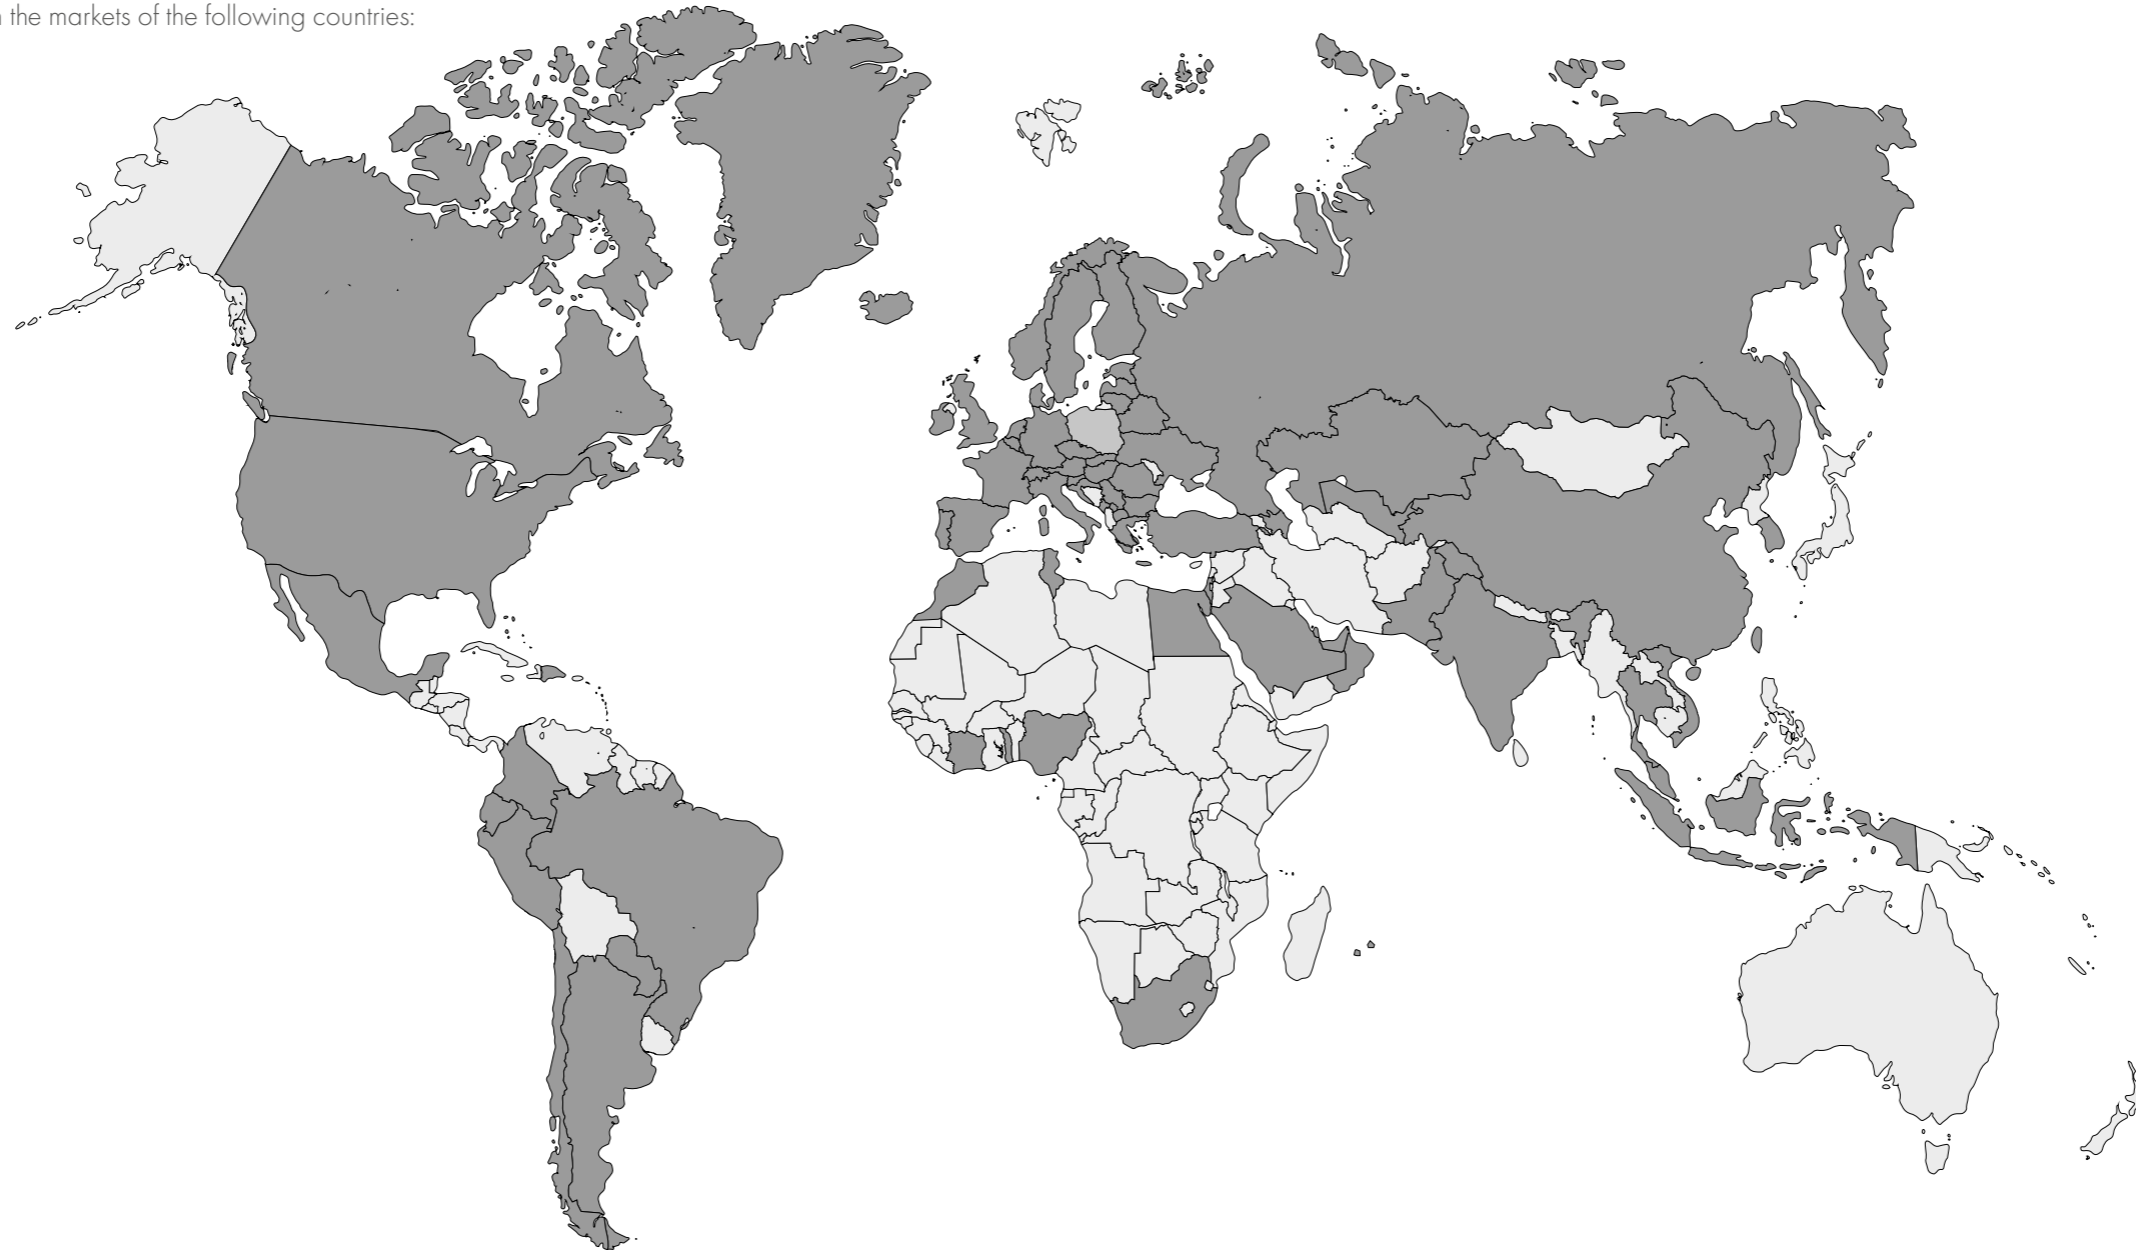 the markets of the following countries: